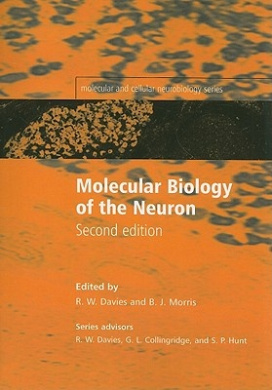 molecular and cellular neurobiology series
Molecular Biology
of the Neuron
Second edition
Edited by
R. W. Davies and B. J. Morris
Series advisors
R. W. Davies, G. L. Collingridge, and S. P. Hunt